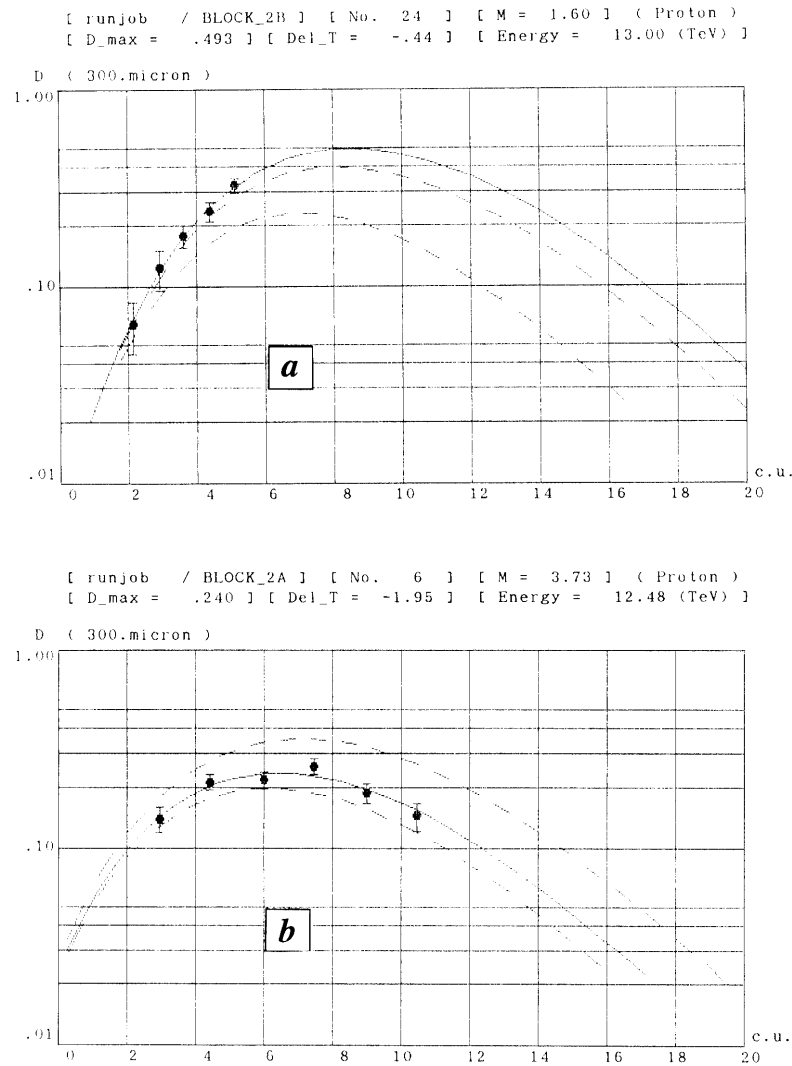 [ runjob / BLOCK_2B ] [ No. 24 ] [ M = 1.60 ] ( Proton )
[ D_max = .493 ] [ Del_T = -.44 ] [ Energy = 13.00 (TeV) ]
D ( 300.micron )
1.00
.10
a
.01
c.u.
0 2 4 6 8 10 12 14 16 18 20
[ runjob / BLOCK_2A ] [ No. 6 ] [ M = 3.73 ] ( Proton )
[ D_max = .240 ] [ Del_T = -1.95 ] [ Energy = 12.48 (TeV) ]
D ( 300.micron )
1.00
.10
b
.01
c.u.
0 2 4 6 8 10 12 14 16 18 20